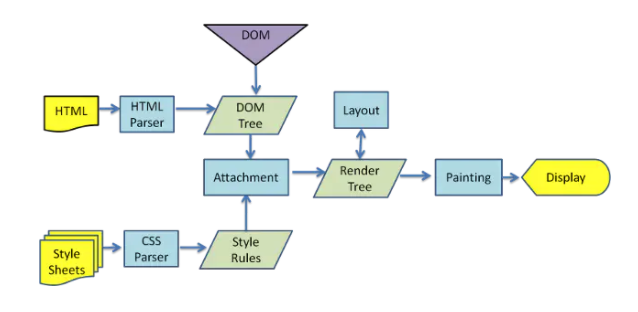 DOM
HTML
HTML
Parser
DOM
Tree
Layout
Attachment
Render
Tree
Painting
Display
Style
Sheets
CSS
Parser
Style
Rules